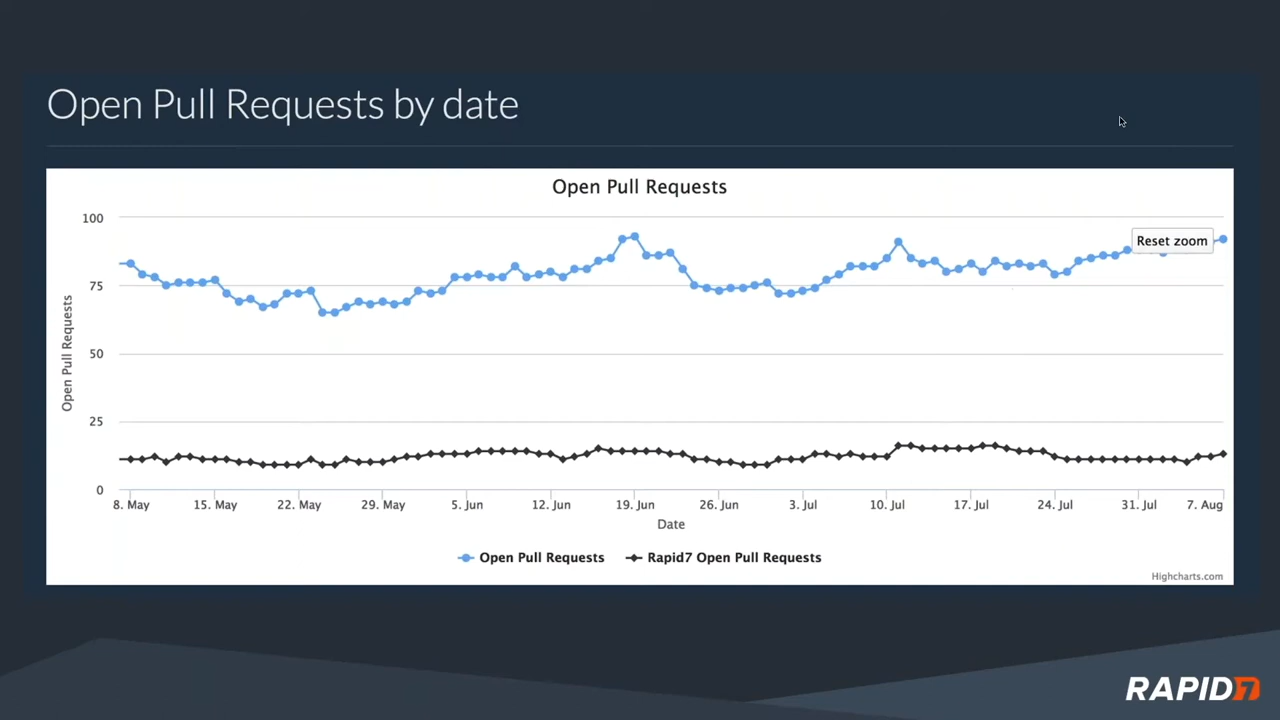 Open Pull Requests by date
Open Pull Requests
Reset zoom
100
75
50
25
0
Open Pull Requests
8. May 15. May 22. May 29. May 5. Jun 12. Jun 19. Jun 26. Jun 3. Jul 10. Jul 17. Jul 24. Jul 31. Jul 7. Aug
Date
Open Pull Requests Rapid7 Open Pull Requests
Highcharts.com
RAPID7